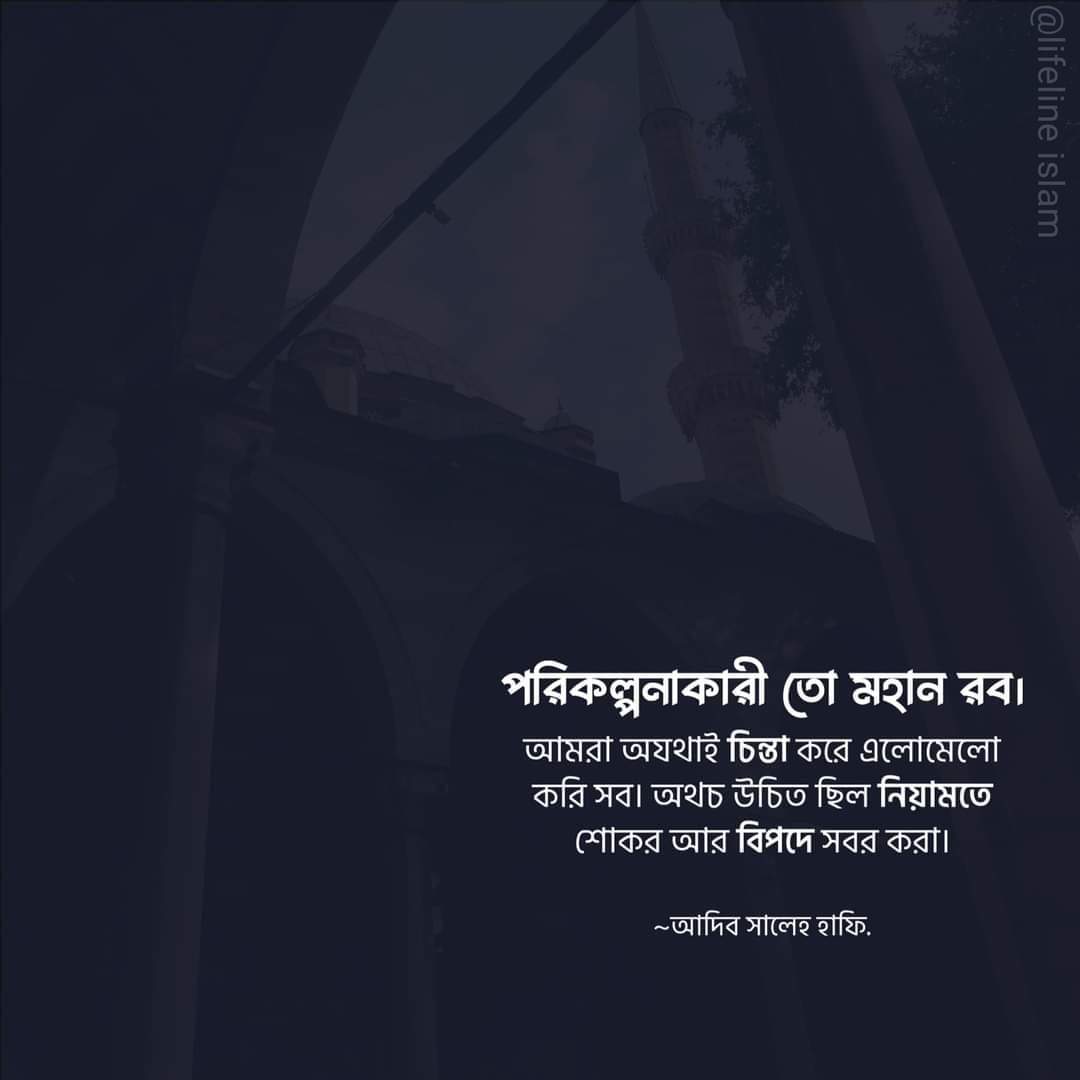 @lifeline islam
পরিকল্পনাকারী তো মহান রব।
আমরা অযথাই চিন্তা করে এলোমেলো
করি সব। অথচ উচিত ছিল নিয়ামতে
শোকর আর বিপদে সবর করা।
~আদিব সালেহ হাফি.